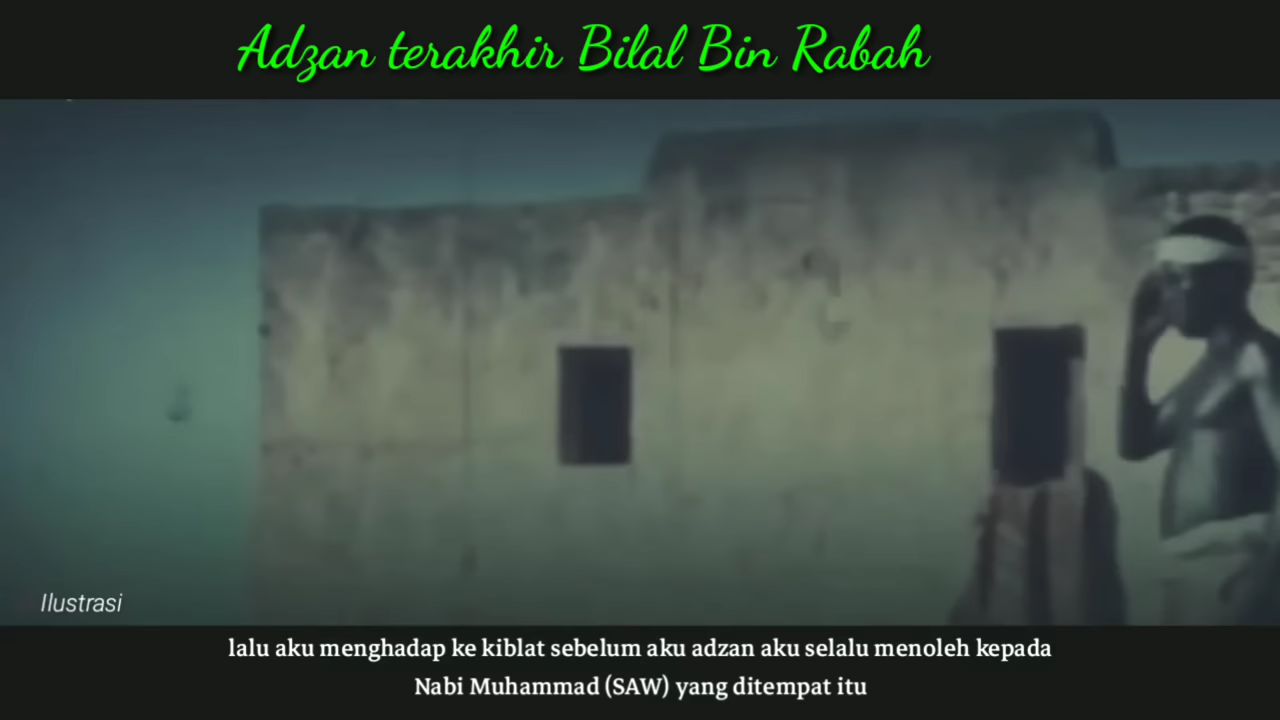 Adzan terakhir Bilal Bin Rabah
Ilustrasi
lalu aku menghadap ke kiblat sebelum aku adzan aku selalu menoleh kepada
Nabi Muhammad (SAW) yang ditempat itu